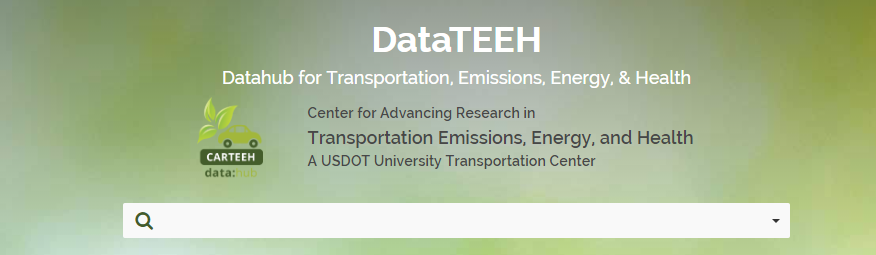 DataTEEH
Datahub for Transportation, Emissions, Energy, & Health
Center for Advancing Research in
Transportation Emissions, Energy, and Health
A USDOT University Transportation Center
CARTEEH
data:hub